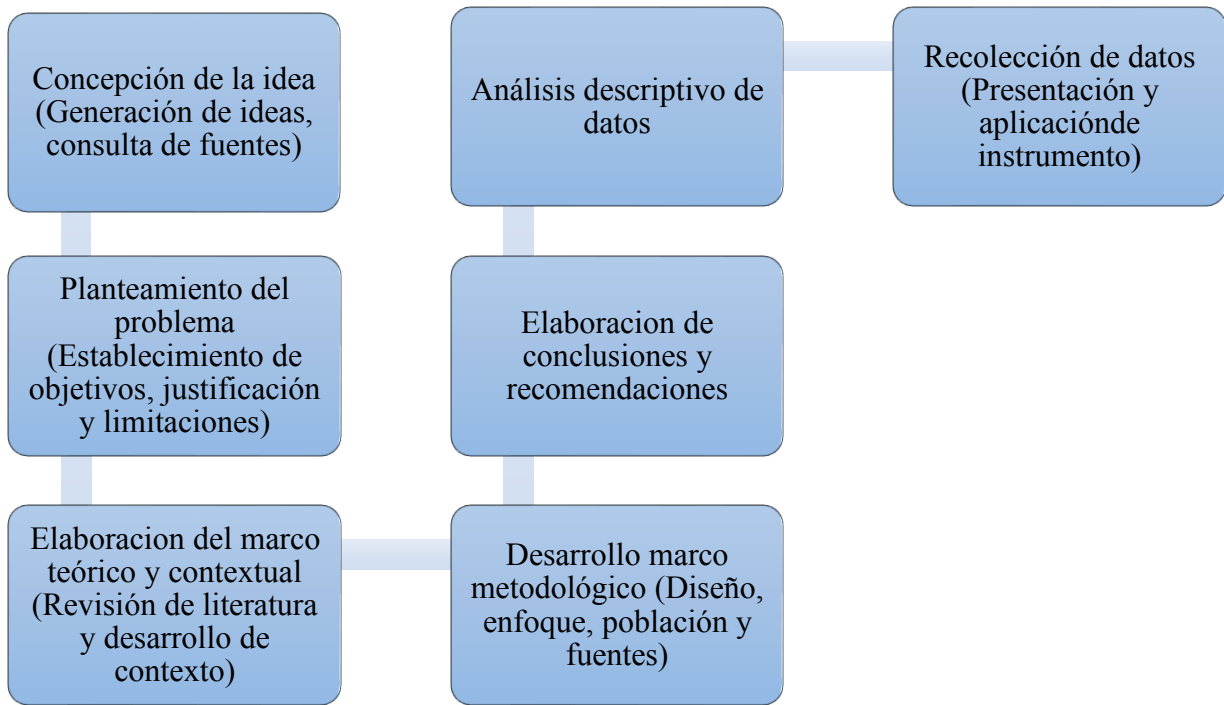 Concepción de la idea
(Generación de ideas,
consulta de fuentes)
Planteamiento del
problema
(Establecimiento de
objetivos, justificación
y limitaciones)
Elaboracion del marco
teórico y contextual
(Revisión de literatura
y desarrollo de
contexto)
Desarrollo marco
metodológico (Diseño,
enfoque, población y
fuentes)
Elaboracion de
conclusiones y
recomendaciones
Análisis descriptivo de
datos
Recolección de datos
(Presentación y
aplicaciónde
instrumento)